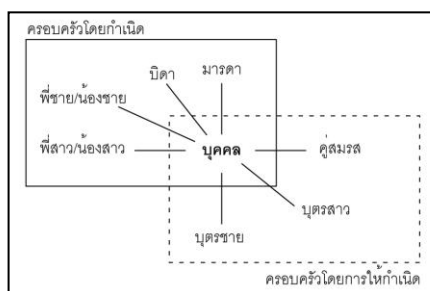 ครอบครัวโดยกำเนิด
บิดา
มารดา
พี่ชาย/น้องชาย
พี่สาว/น้องสาว
บุคคล
คู่สมรส
บุตรสาว
บุตรชาย
ครอบครัวโดยการให้กำเนิด